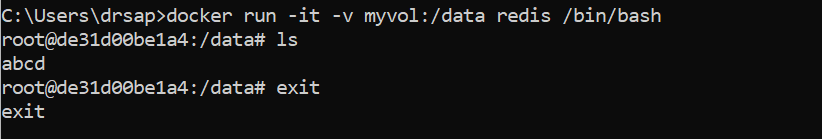 C:\Users\drsap>docker run -it -v myvol:/data redis /bin/bash
root@de31d00be1a4:/data# ls
abcd
root@de31d00be1a4:/data# exit
exit